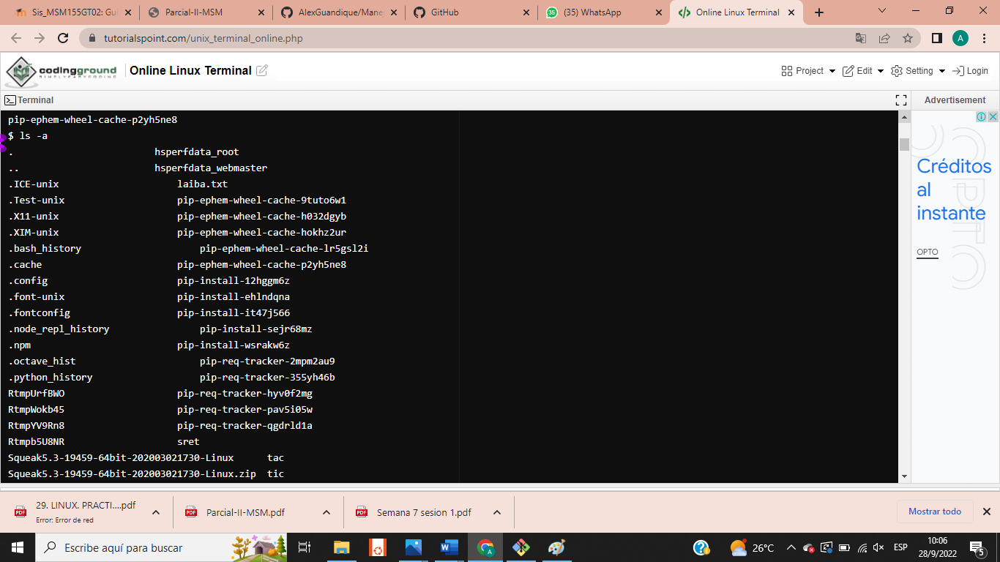 Sis_MSM155GT02: Gui
Parcial-II-MSM
AlexGuandique/Mane
GitHub
35
(35) WhatsApp
Online Linux Terminal
tutorialspoint.com/unix_terminal_online.php
A
codingground
SIMPLYEASYCODING
Online Linux Terminal
Project
Edit
Setting
Login
Terminal
Advertisement
pip-ephem-wheel-cache-p2yh5ne8
$ ls -a
. hsperfdata_root
.. hsperfdata_webmaster
.ICE-unix laiba.txt
.Test-unix pip-ephem-wheel-cache-9tuto6w1
.X11-unix pip-ephem-wheel-cache-h032dgyb
.XIM-unix pip-ephem-wheel-cache-hokhz2ur
.bash_history pip-ephem-wheel-cache-lr5gsl2i
.cache pip-ephem-wheel-cache-p2yh5ne8
.config pip-install-12hggm6z
.font-unix pip-install-ehlndqna
.fontconfig pip-install-it47j566
.node_repl_history pip-install-sejr68mz
.npm pip-install-wsrakw6z
.octave_hist pip-req-tracker-2mpm2au9
.python_history pip-req-tracker-355yh46b
RtmpUrfBWO pip-req-tracker-hyv0f2mg
RtmpWokb45 pip-req-tracker-pav5i05w
RtmpYV9Rn8 pip-req-tracker-qgdrld1a
Rtmpb5U8NR sret
Squeak5.3-19459-64bit-202003021730-Linux tac
Squeak5.3-19459-64bit-202003021730-Linux.zip tic
Créditos
al
instante
OPTO
29. LINUX. PRACTI....pdf
Error: Error de red
Parcial-II-MSM.pdf
Semana 7 sesion 1.pdf
Mostrar todo
Escribe aquí para buscar
26°C
ESP
10:06
28/9/2022
5